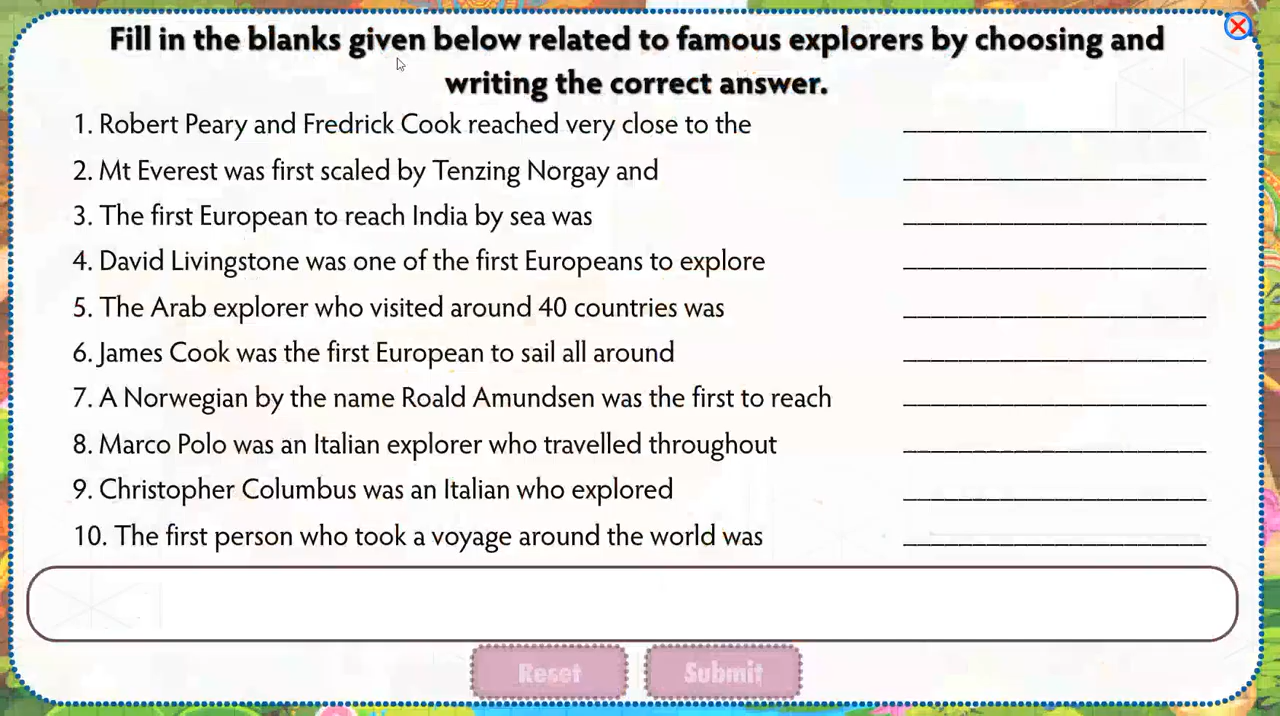 Fill in the blanks given below related to famous explorers by choosing and
writing the correct answer.
1. Robert Peary and Fredrick Cook reached very close to the
2. Mt Everest was first scaled by Tenzing Norgay and
3. The first European to reach India by sea was
4. David Livingstone was one of the first Europeans to explore
5. The Arab explorer who visited around 40 countries was
6. James Cook was the first European to sail all around
7. A Norwegian by the name Roald Amundsen was the first to reach
8. Marco Polo was an Italian explorer who travelled throughout
9. Christopher Columbus was an Italian who explored
10. The first person who took a voyage around the world was
Reset Submit